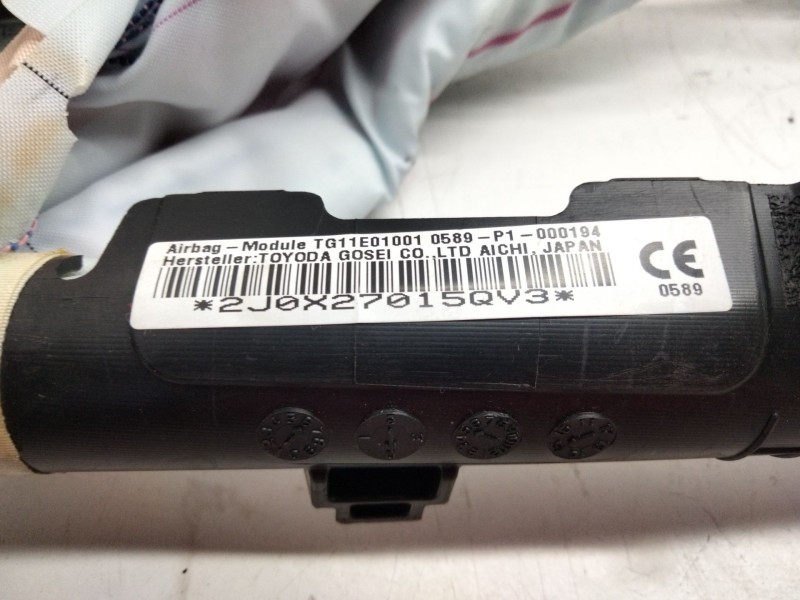 Airbag-Module TG11E01001 0589-P1-000194
Hersteller:TOYODA GOSEI CO.,LTD AICHI, JAPAN
*2J0X27015QV3*
CE
0589